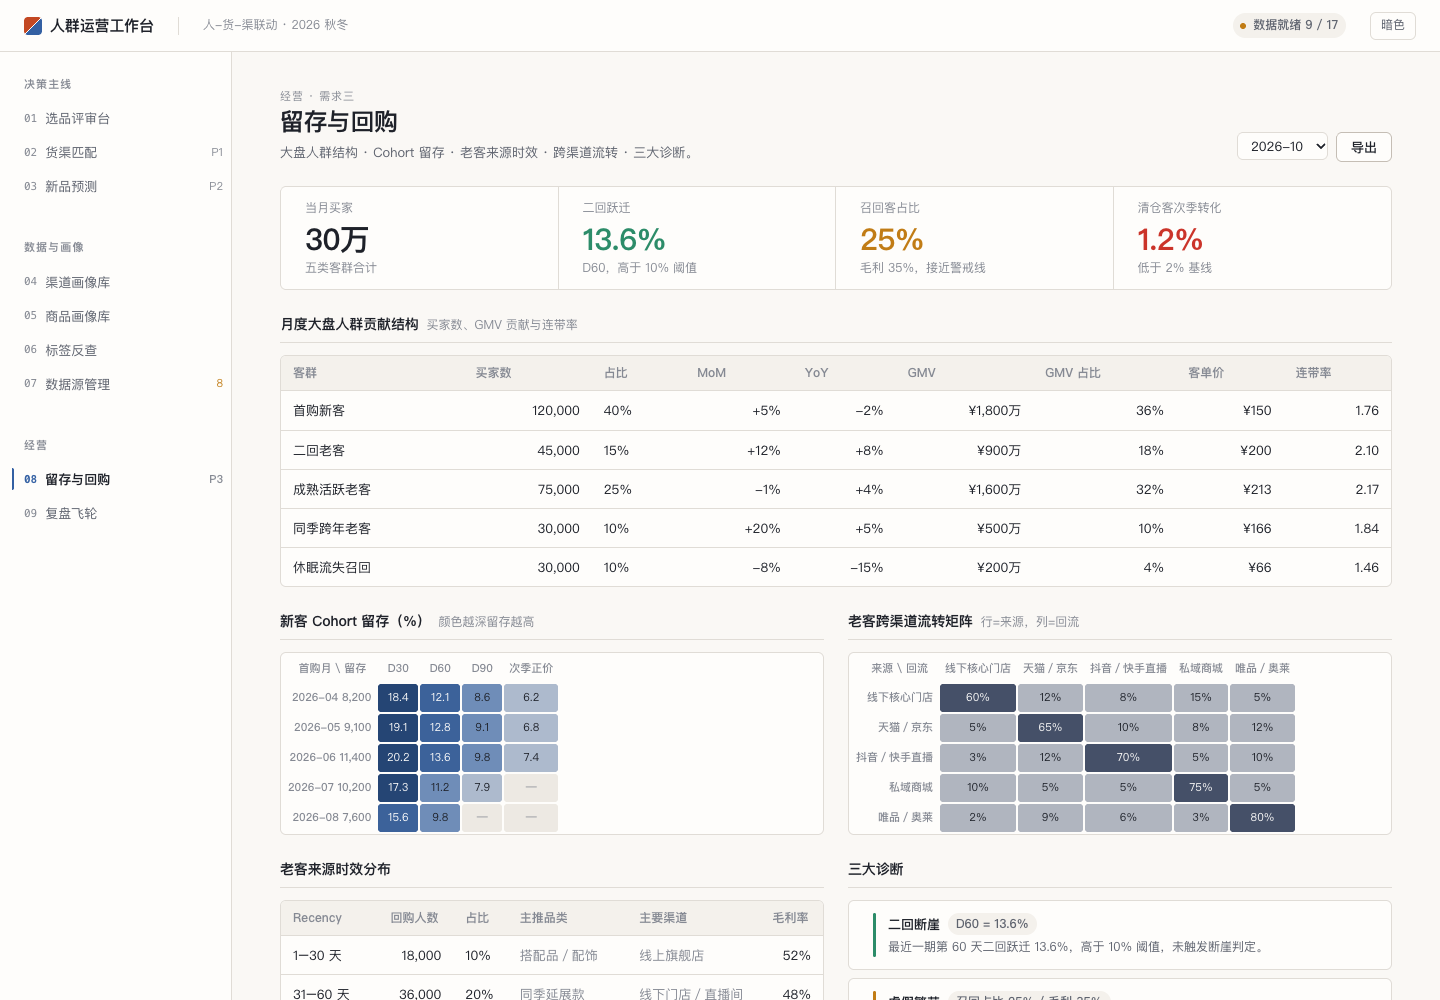 人群运营工作台
人-货-渠联动 · 2026 秋冬
数据就绪 9 / 17
暗色
决策主线
01 选品评审台
02 货渠匹配 P1
03 新品预测 P2
数据与画像
04 渠道画像库
05 商品画像库
06 标签反查
07 数据源管理 8
经营
08 留存与回购 P3
09 复盘飞轮
经营 · 需求三
留存与回购
大盘人群结构 · Cohort 留存 · 老客来源时效 · 跨渠道流转 · 三大诊断。
2026-10
导出
当月买家
30万
五类客群合计
二回跃迁
13.6%
D60，高于 10% 阈值
召回客占比
25%
毛利 35%，接近警戒线
清仓客次季转化
1.2%
低于 2% 基线
月度大盘人群贡献结构 买家数、GMV 贡献与连带率
客群 买家数 占比 MoM YoY GMV GMV 占比 客单价 连带率
首购新客 120,000 40% +5% -2% ¥1,800万 36% ¥150 1.76
二回老客 45,000 15% +12% +8% ¥900万 18% ¥200 2.10
成熟活跃老客 75,000 25% -1% +4% ¥1,600万 32% ¥213 2.17
同季跨年老客 30,000 10% +20% +5% ¥500万 10% ¥166 1.84
休眠流失召回 30,000 10% -8% -15% ¥200万 4% ¥66 1.46
新客 Cohort 留存（%） 颜色越深留存越高
首购月 \ 留存 D30 D60 D90 次季正价
2026-04 8,200 18.4 12.1 8.6 6.2
2026-05 9,100 19.1 12.8 9.1 6.8
2026-06 11,400 20.2 13.6 9.8 7.4
2026-07 10,200 17.3 11.2 7.9 —
2026-08 7,600 15.6 9.8 — —
老客跨渠道流转矩阵 行=来源，列=回流
来源 \ 回流 线下核心门店 天猫 / 京东 抖音 / 快手直播 私域商城 唯品 / 奥莱
线下核心门店 60% 12% 8% 15% 5%
天猫 / 京东 5% 65% 10% 8% 12%
抖音 / 快手直播 3% 12% 70% 5% 10%
私域商城 10% 5% 5% 75% 5%
唯品 / 奥莱 2% 9% 6% 3% 80%
老客来源时效分布
Recency 回购人数 占比 主推品类 主要渠道 毛利率
1—30 天 18,000 10% 搭配品 / 配饰 线上旗舰店 52%
31—60 天 36,000 20% 同季延展款 线下门店 / 直播间 48%
三大诊断
二回断崖 D60 = 13.6%
最近一期第 60 天二回跃迁 13.6%，高于 10% 阈值，未触发断崖判定。